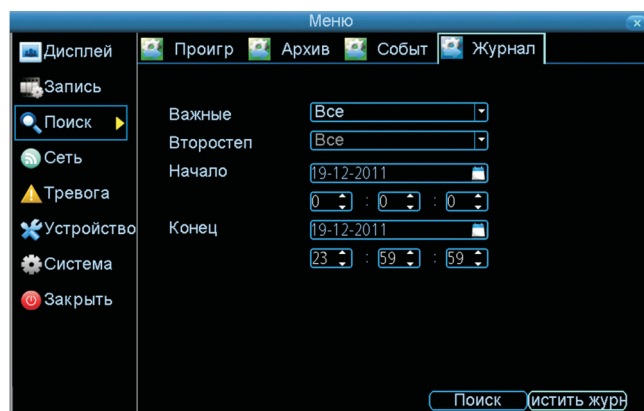 Меню
Дисплей
Запись
Поиск
Сеть
Тревога
Устройство
Система
Закрыть
Проигр Архив Событ Журнал
Важные Все
Второстеп Все
Начало 19-12-2011
0 : 0 : 0
Конец 19-12-2011
23 : 59 : 59
Поиск истить журн